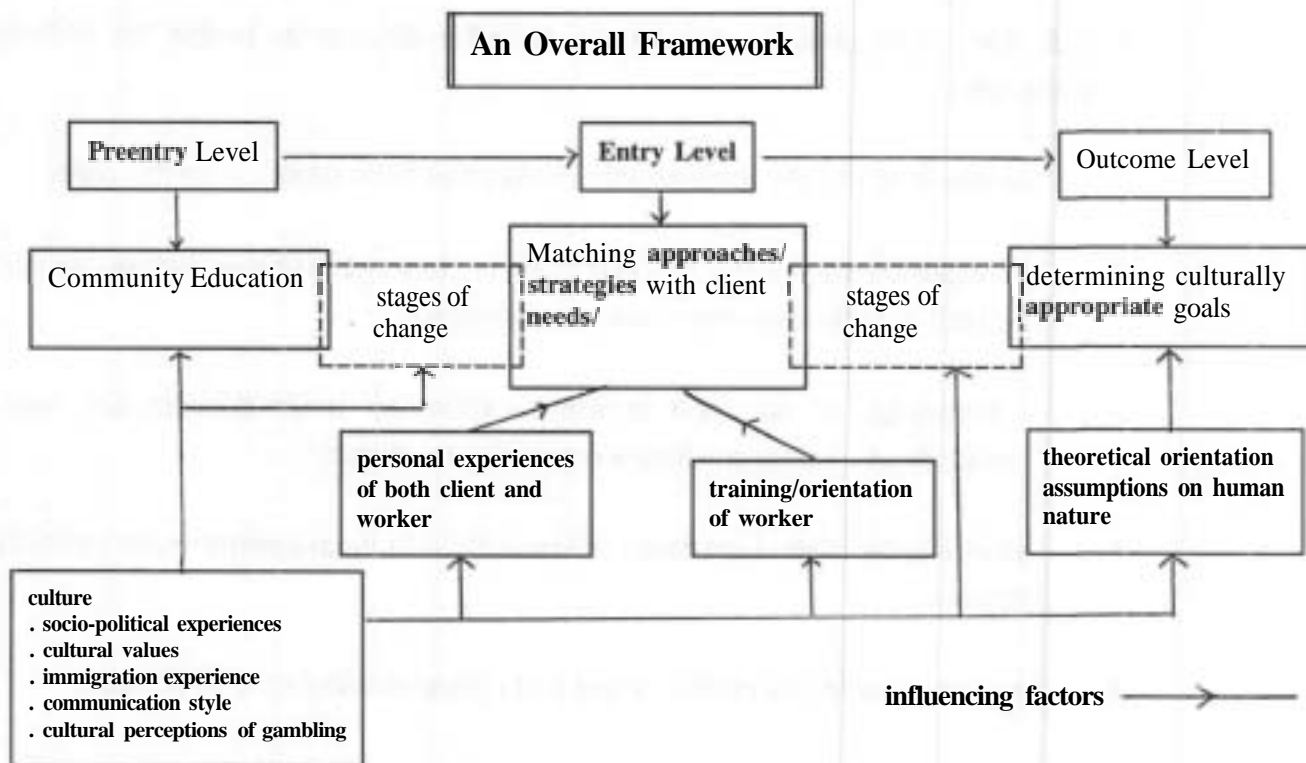 An Overall Framework
Preentry Level
Entry Level
Outcome Level
Community Education
stages of
change
Matching approaches/
strategies with client
needs/
stages of
change
determining culturally
appropriate goals
personal experiences
of both client and
worker
training/orientation
of worker
theoretical orientation
assumptions on human
nature
culture
. socio-political experiences
. cultural values
. immigration experience
. communication style
. cultural perceptions of gambling
influencing factors